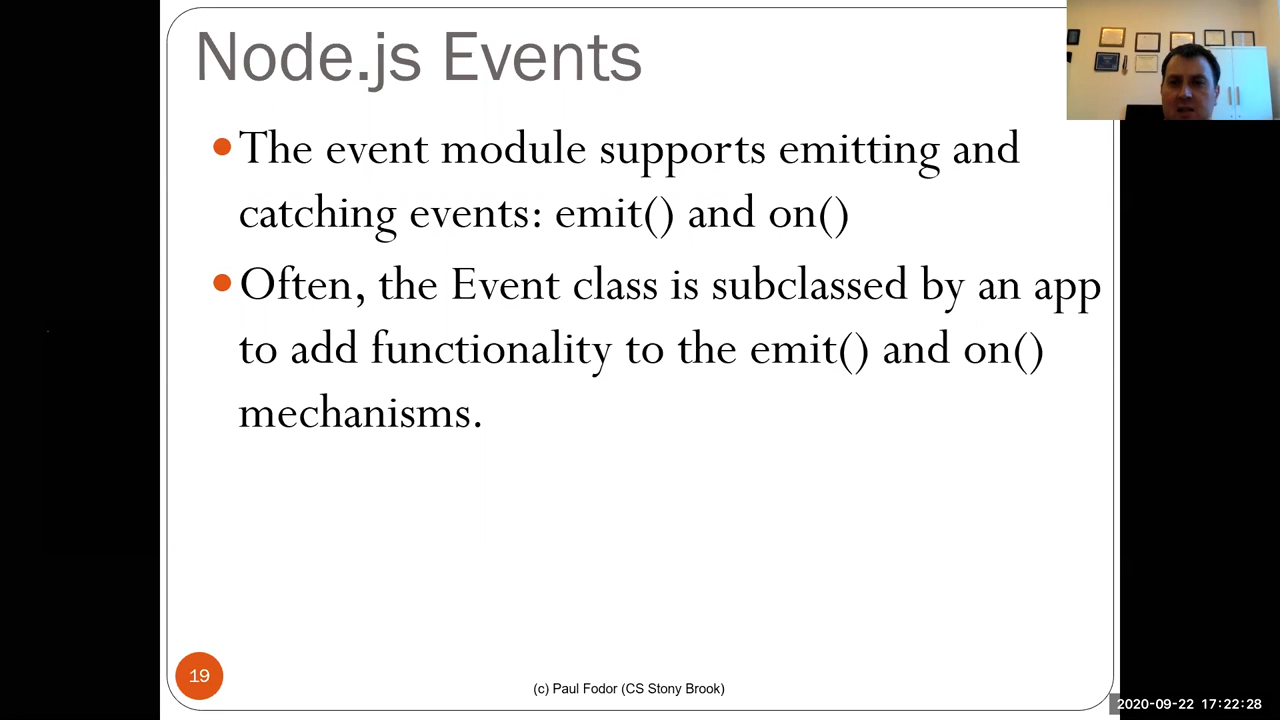 Node.js Events
The event module supports emitting and
catching events: emit() and on()
Often, the Event class is subclassed by an app
to add functionality to the emit() and on()
mechanisms.
19
(c) Paul Fodor (CS Stony Brook)
2020-09-22 17:22:28